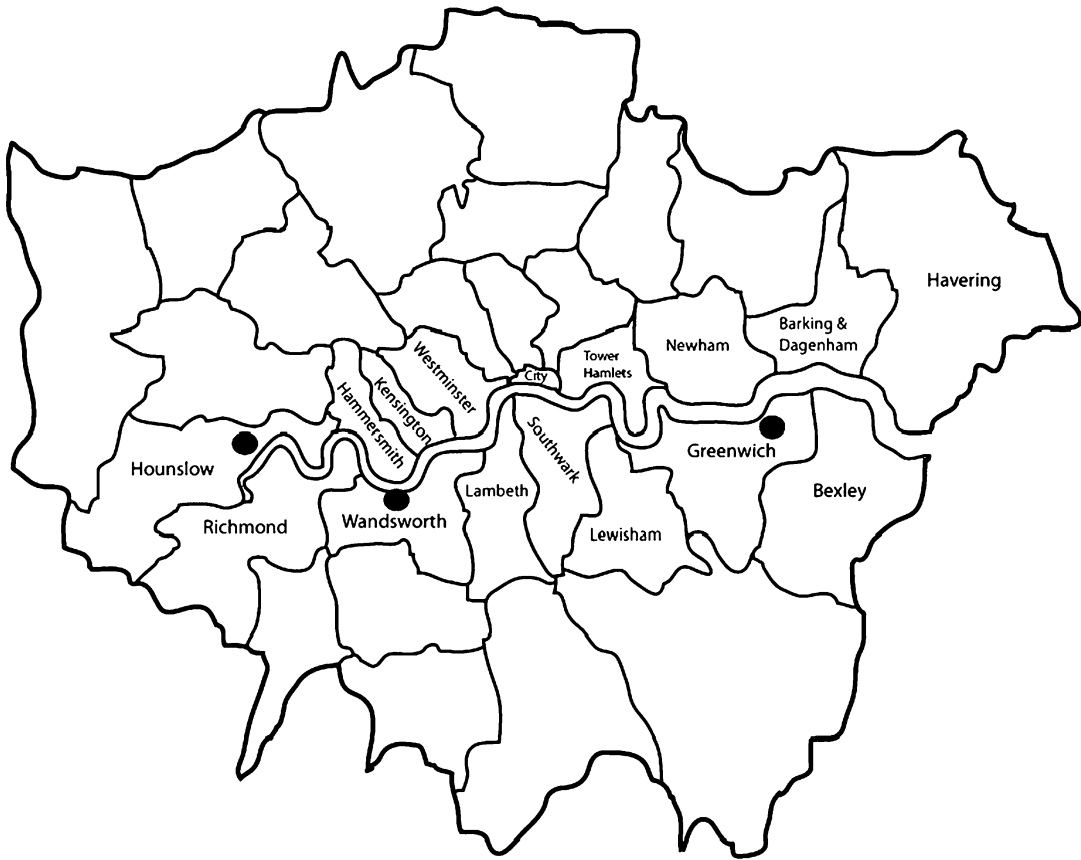 Havering
Barking &
Dagenham
Newham
Tower
Hamlets
City
Westminster
Kensington
Hammersmith
Southwark
Greenwich
Hounslow
Lambeth
Bexley
Richmond
Wandsworth
Lewisham